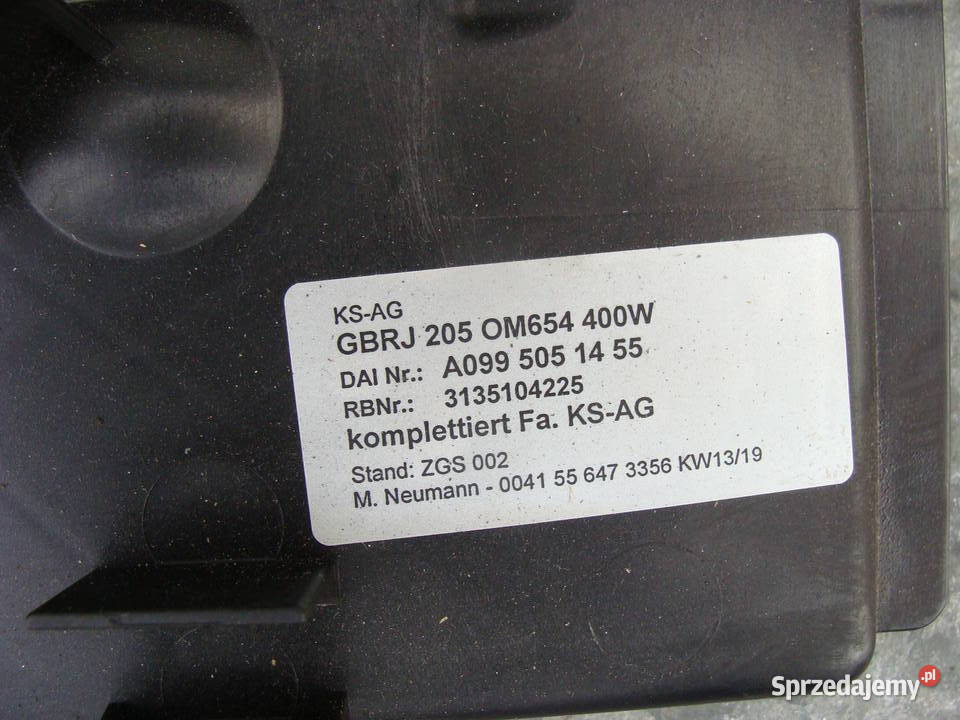 KS-AG
GBRJ 205 OM654 400W
DAI Nr.: A099 505 14 55
RBNr.: 3135104225
komplettiert Fa. KS-AG
Stand: ZGS 002
M. Neumann - 0041 55 647 3356 KW13/19
Sprzedajemy.pl